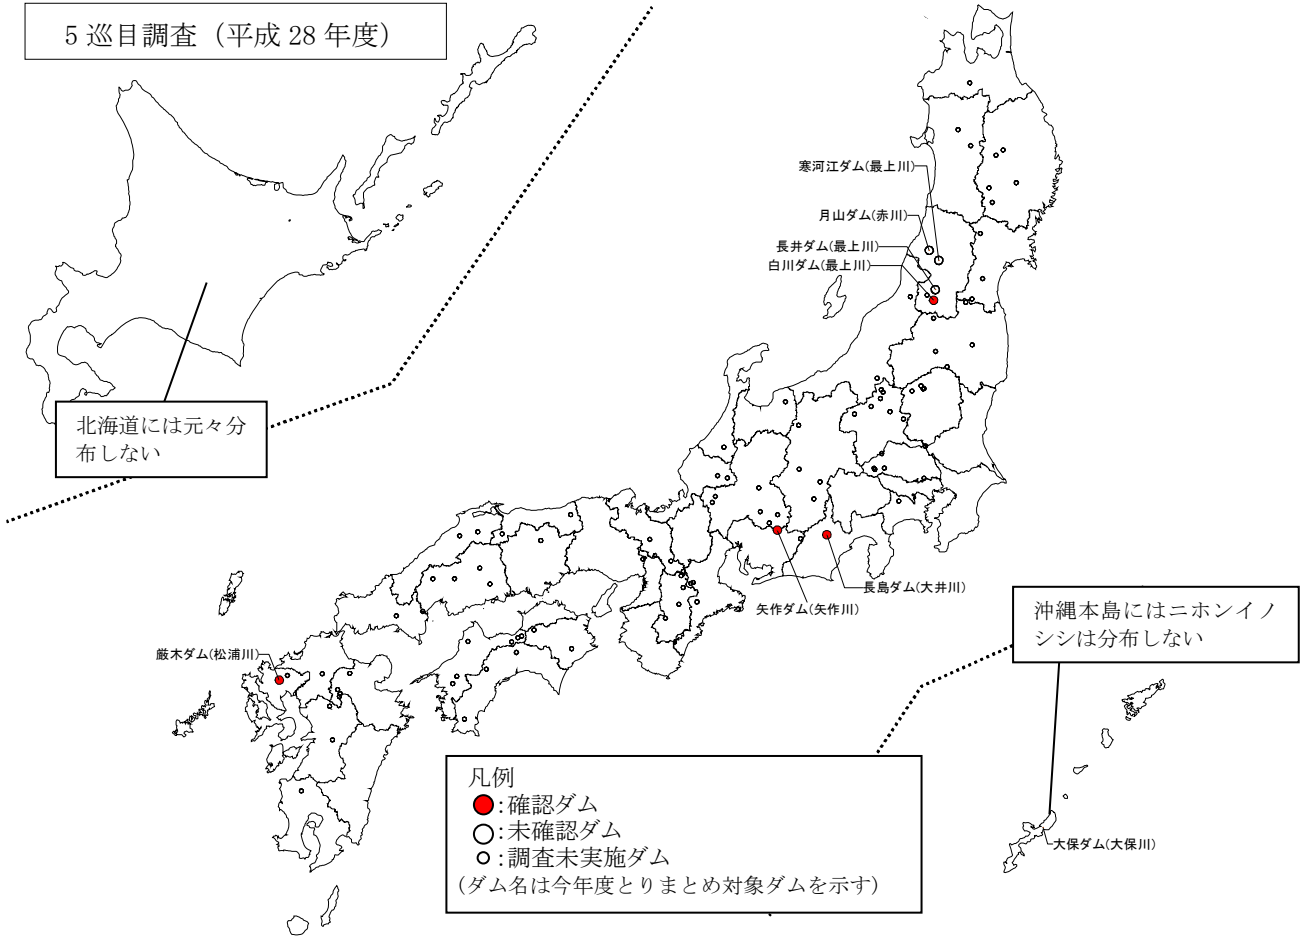 5 巡目調査（平成 28 年度）
寒河江ダム(最上川)
月山ダム(赤川)
長井ダム(最上川)
白川ダム(最上川)
北海道には元々分
布しない
長島ダム(大井川)
矢作ダム(矢作川)
沖縄本島にはニホンイノ
シシは分布しない
厳木ダム(松浦川)
凡例
：確認ダム
：未確認ダム
：調査未実施ダム
（ダム名は今年度とりまとめ対象ダムを示す）
大保ダム(大保川)